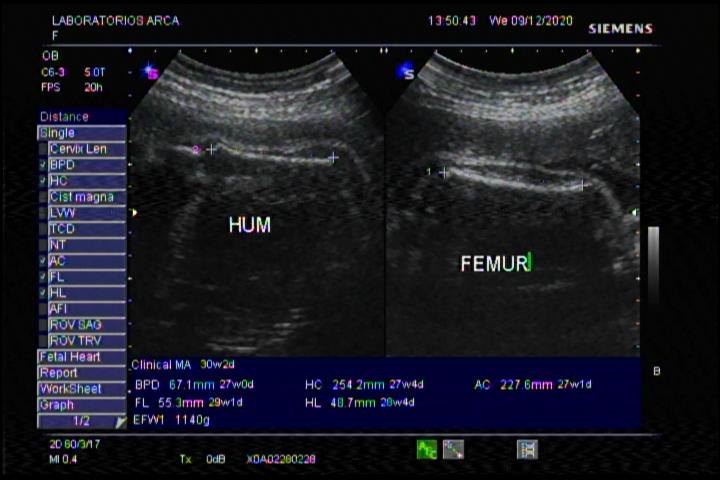 LABORATORIOS ARCA
F
13:50:43 We 09/12/2020
SIEMENS
OB
C6-3 5.0T
FPS 20h
Distance
Single
Cervix Len
BPD
HC
Cist magna
LVW
TCD
NT
AC
FL
HL
AFI
ROV SAG
ROV TRV
Fetal Heart
Report
WorkSheet
Graph
1/2
S
2
HUM
S
1
FEMUR
B
Clinical MA 30w2d
BPD 67.1mm 27w0d HC 254.2mm 27w4d AC 227.6mm 27w1d
FL 55.3mm 29w1d HL 48.7mm 28w4d
EFW1 1140g
2D 60/3/17
MI 0.4 Tx 0dB XDA02280228